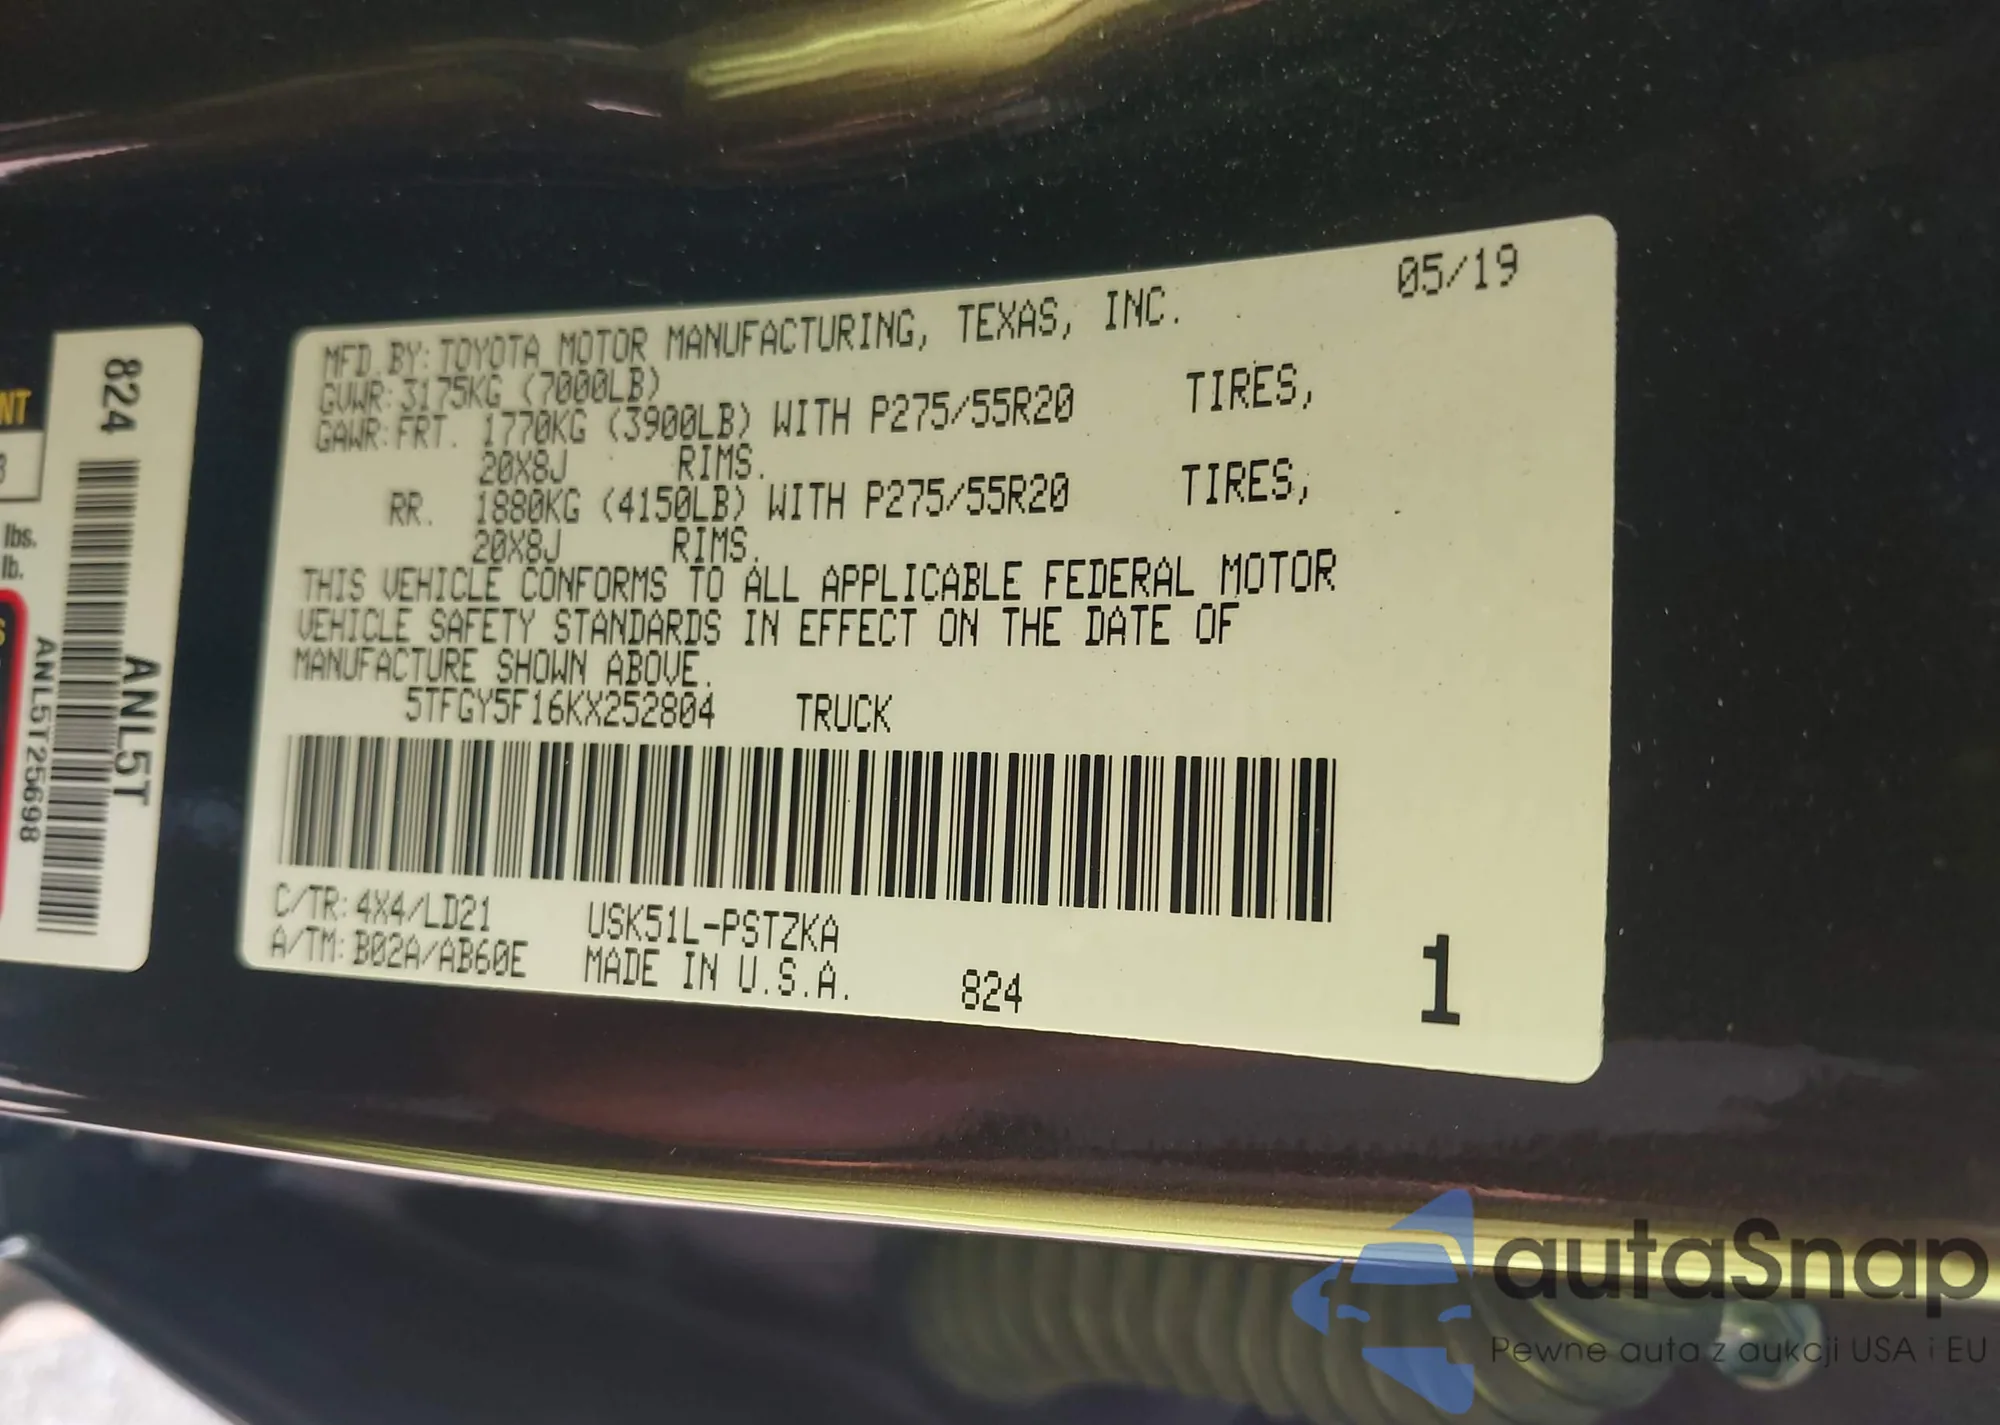 MFD.BY:TOYOTA MOTOR MANUFACTURING, TEXAS, INC. 05/19
GVWR:3175KG (7000LB)
GAWR:FRT. 1770KG (3900LB) WITH P275/55R20 TIRES,
20X8J RIMS.
RR. 1880KG (4150LB) WITH P275/55R20 TIRES,
20X8J RIMS.
THIS VEHICLE CONFORMS TO ALL APPLICABLE FEDERAL MOTOR
VEHICLE SAFETY STANDARDS IN EFFECT ON THE DATE OF
MANUFACTURE SHOWN ABOVE.
5TFGY5F16KX252804 TRUCK
C/TR:4X4/LD21 USK51L-PSTZKA
A/TM:B02A/AB60E MADE IN U.S.A. 824 1
824
ANL5T
ANL5T25698
NT
lbs.
lb.
autaSnap
Pewne auta z aukcji USA i EU